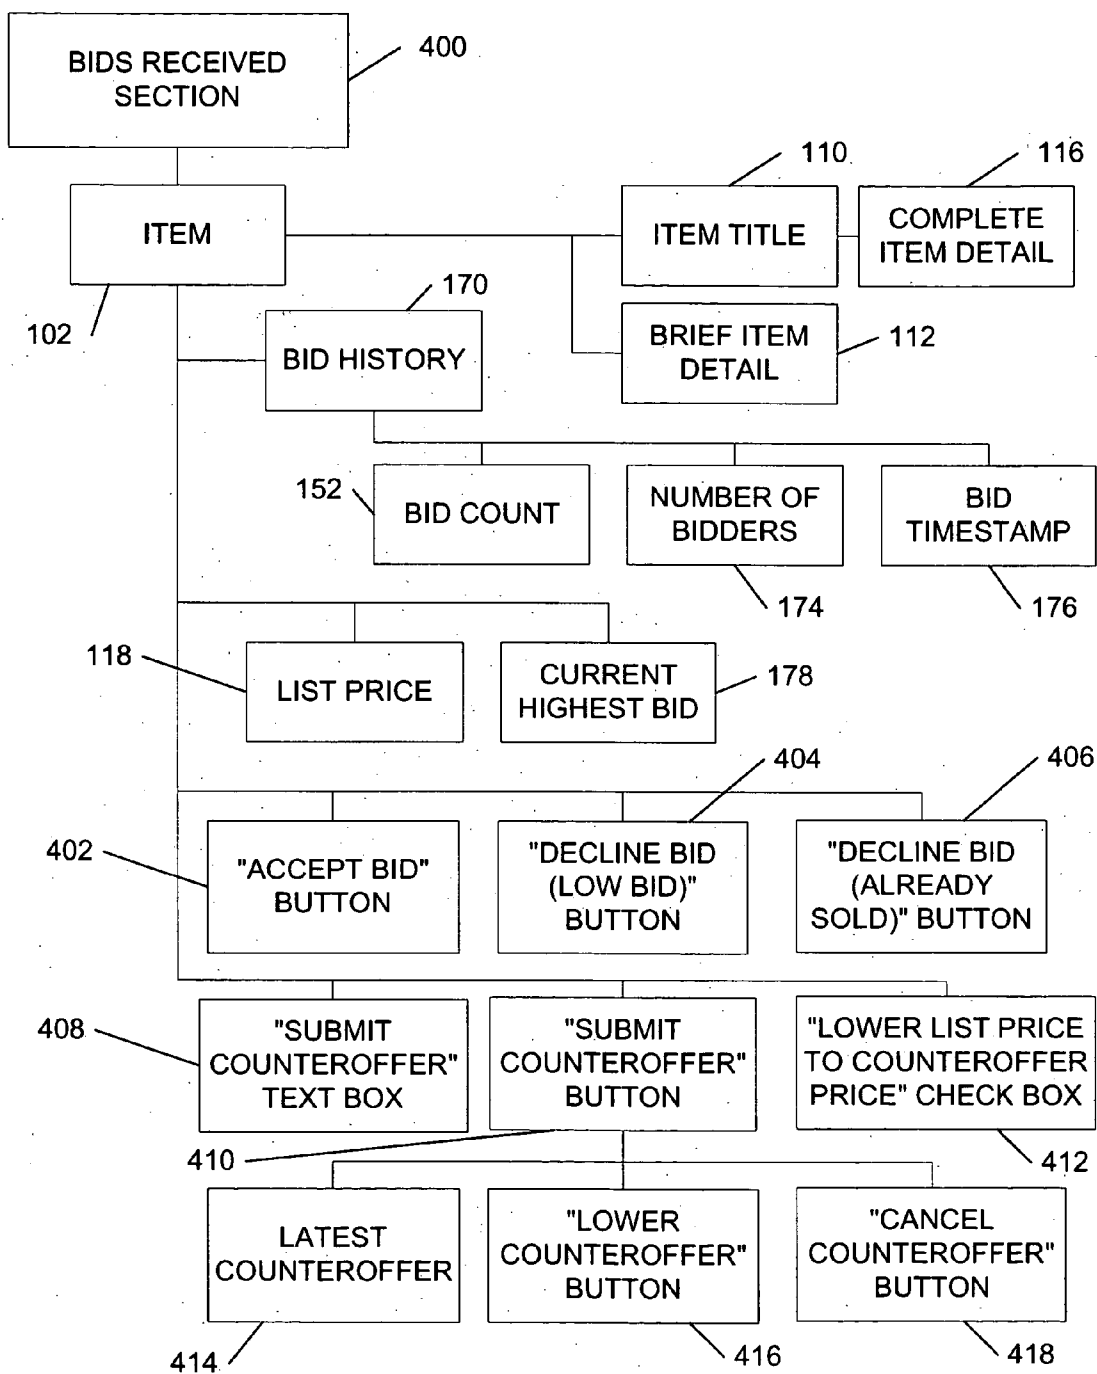 BIDS RECEIVED
SECTION
400
110
116
ITEM
ITEM TITLE
COMPLETE
ITEM DETAIL
102
170
BID HISTORY
BRIEF ITEM
DETAIL
112
152
BID COUNT
NUMBER OF
BIDDERS
BID
TIMESTAMP
174
176
118
LIST PRICE
CURRENT
HIGHEST BID
178
404
406
402
"ACCEPT BID"
BUTTON
"DECLINE BID
(LOW BID)"
BUTTON
"DECLINE BID
(ALREADY
SOLD)" BUTTON
408
"SUBMIT
COUNTEROFFER"
TEXT BOX
"SUBMIT
COUNTEROFFER"
BUTTON
"LOWER LIST PRICE
TO COUNTEROFFER
PRICE" CHECK BOX
410
412
LATEST
COUNTEROFFER
"LOWER
COUNTEROFFER"
BUTTON
"CANCEL
COUNTEROFFER"
BUTTON
414
416
418